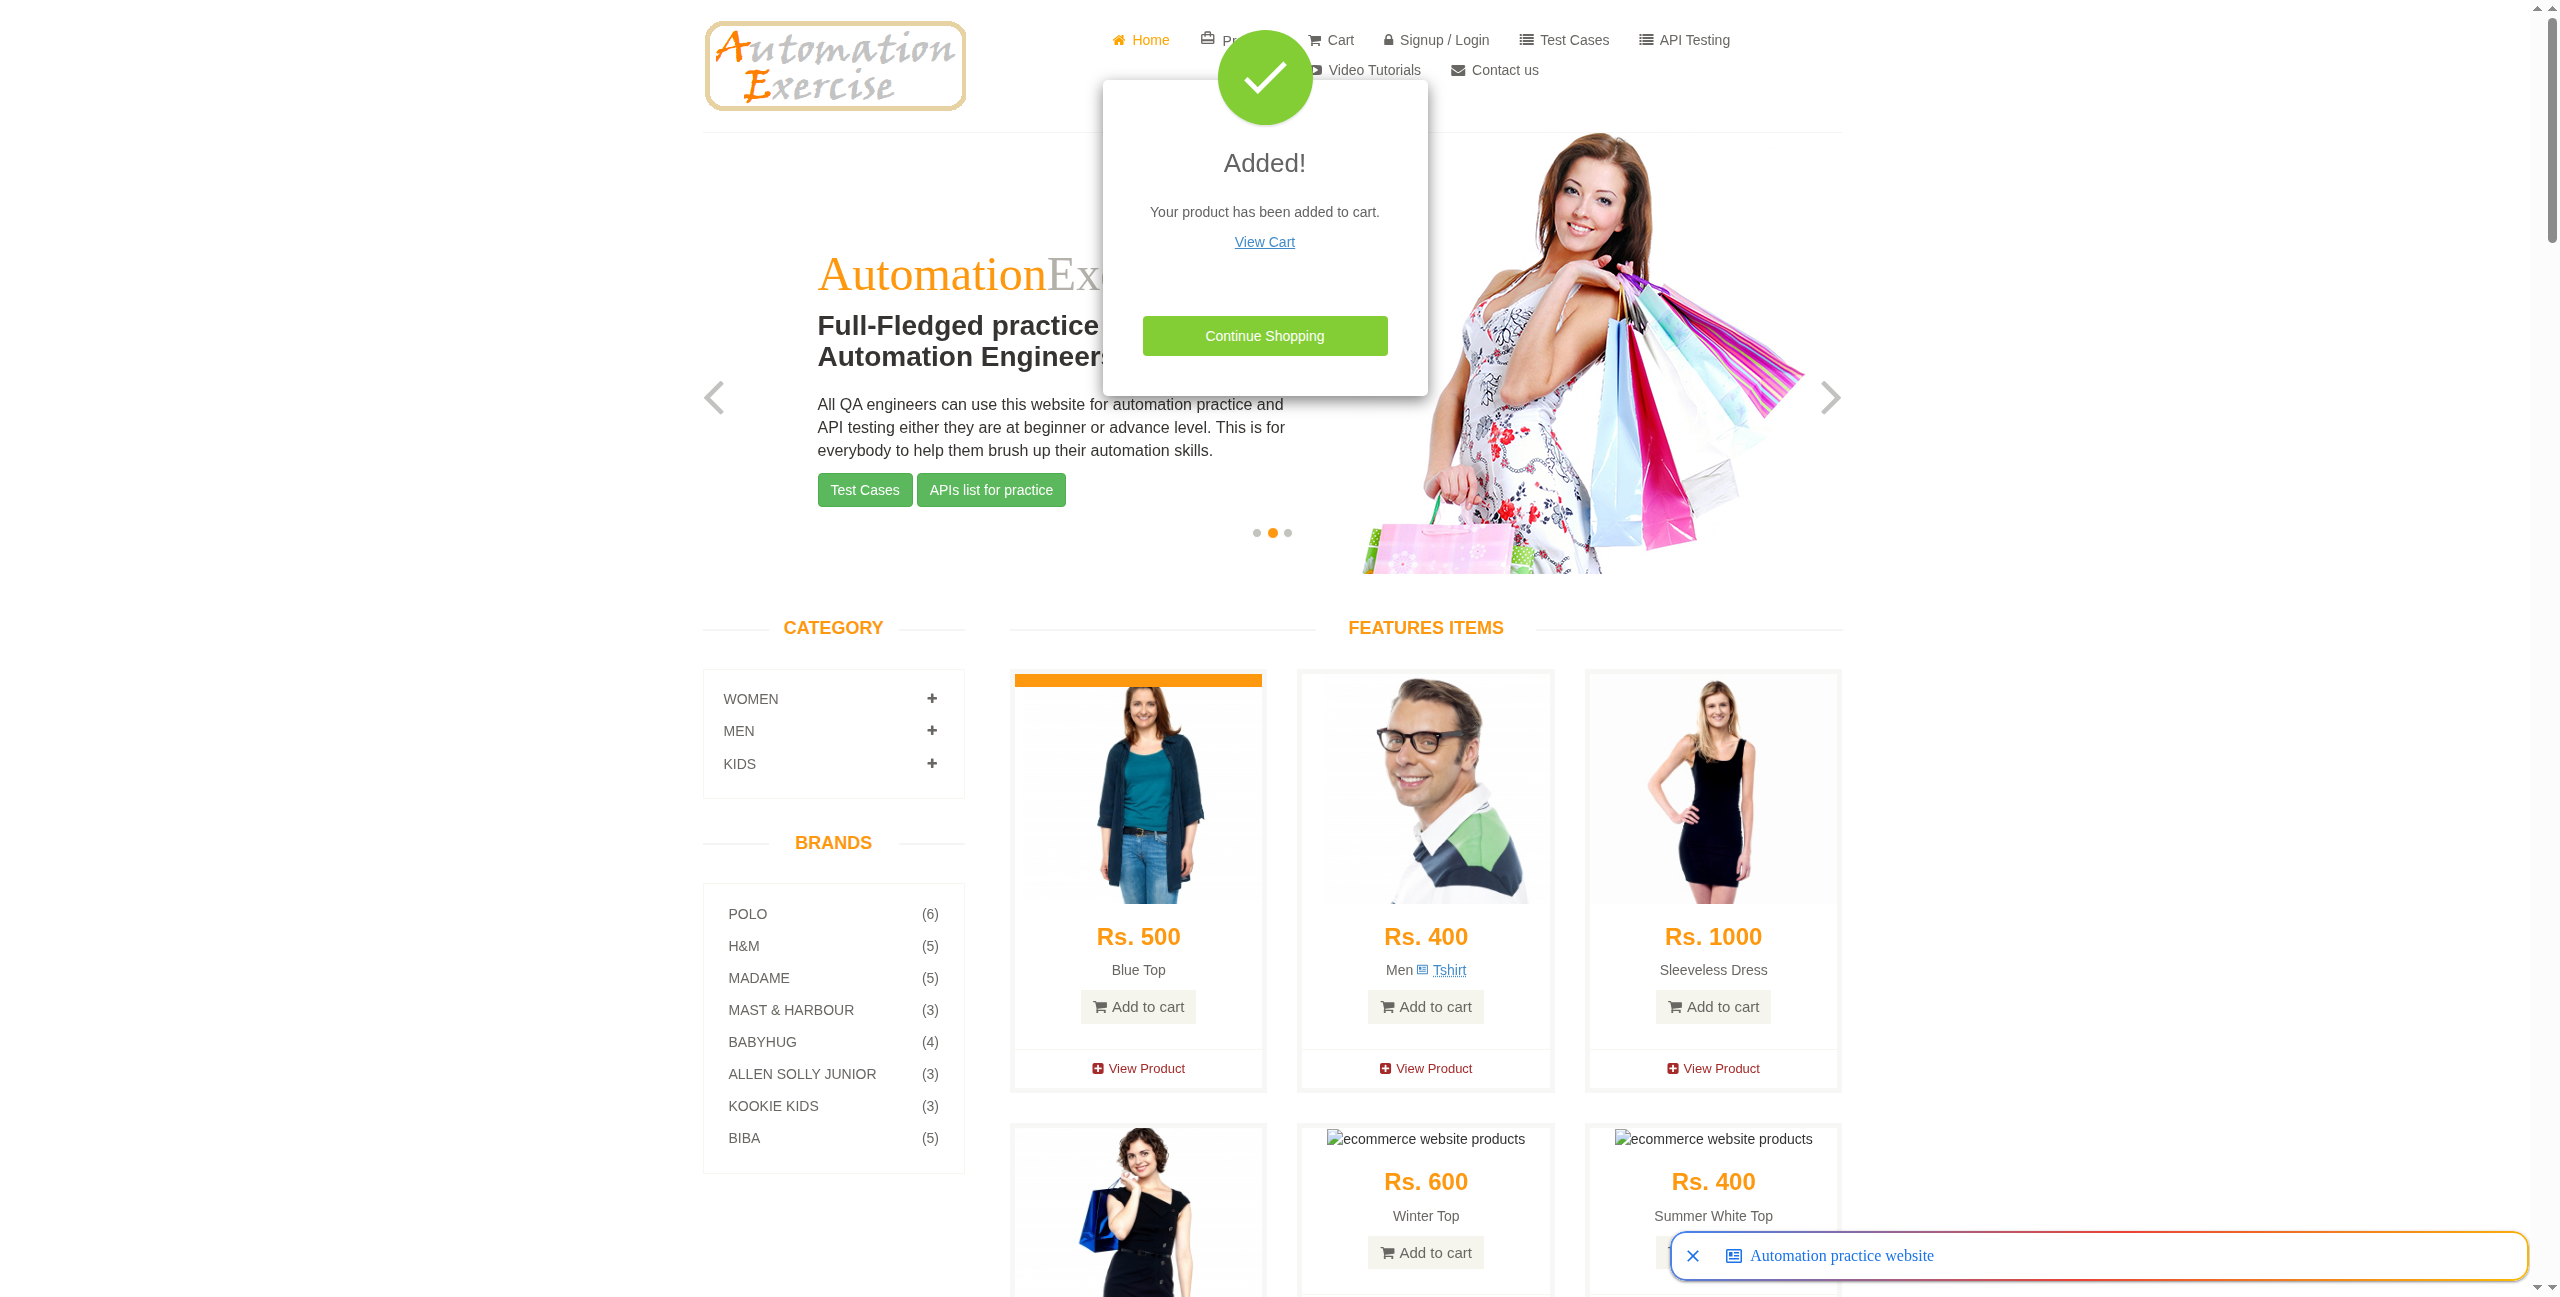 Automation
Exercise
Home
Cart
Signup / Login
Test Cases
API Testing
Video Tutorials
Contact us
Added!
Your product has been added to cart.
View Cart
Continue Shopping
Automation
Full-Fledged practice
Automation
All QA engineers can use this website for automation practice and
API testing either they are at beginner or advance level. This is for
everybody to help them brush up their automation skills.
Test Cases
APIs list for practice
CATEGORY
WOMEN
MEN
KIDS
BRANDS
POLO (6)
H&M (5)
MADAME (5)
MAST & HARBOUR (3)
BABYHUG (4)
ALLEN SOLLY JUNIOR (3)
KOOKIE KIDS (3)
BIBA (5)
FEATURES ITEMS
Rs. 500
Blue Top
Add to cart
View Product
Rs. 400
Men Tshirt
Add to cart
View Product
Rs. 1000
Sleeveless Dress
Add to cart
View Product
ecommerce website products
Rs. 600
Winter Top
Add to cart
ecommerce website products
Rs. 400
Summer White Top
Automation practice website